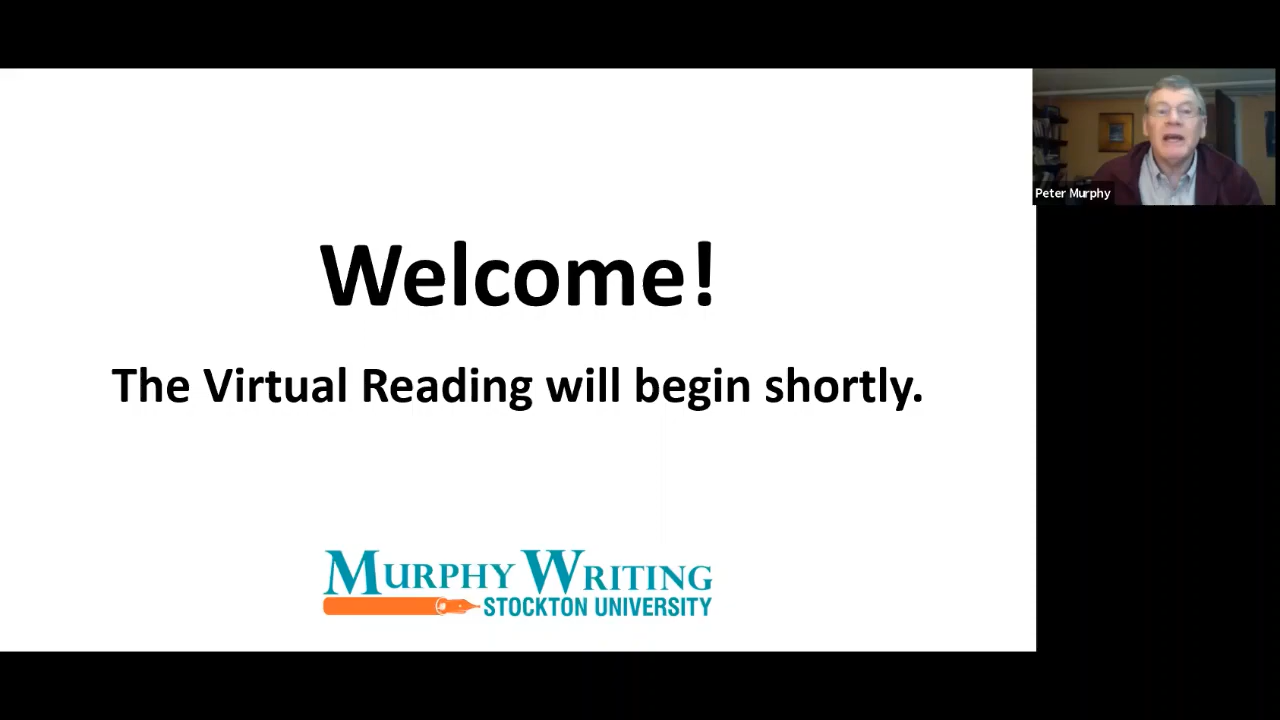 Welcome!
The Virtual Reading will begin shortly.
MURPHY WRITING
STOCKTON UNIVERSITY
Peter Murphy